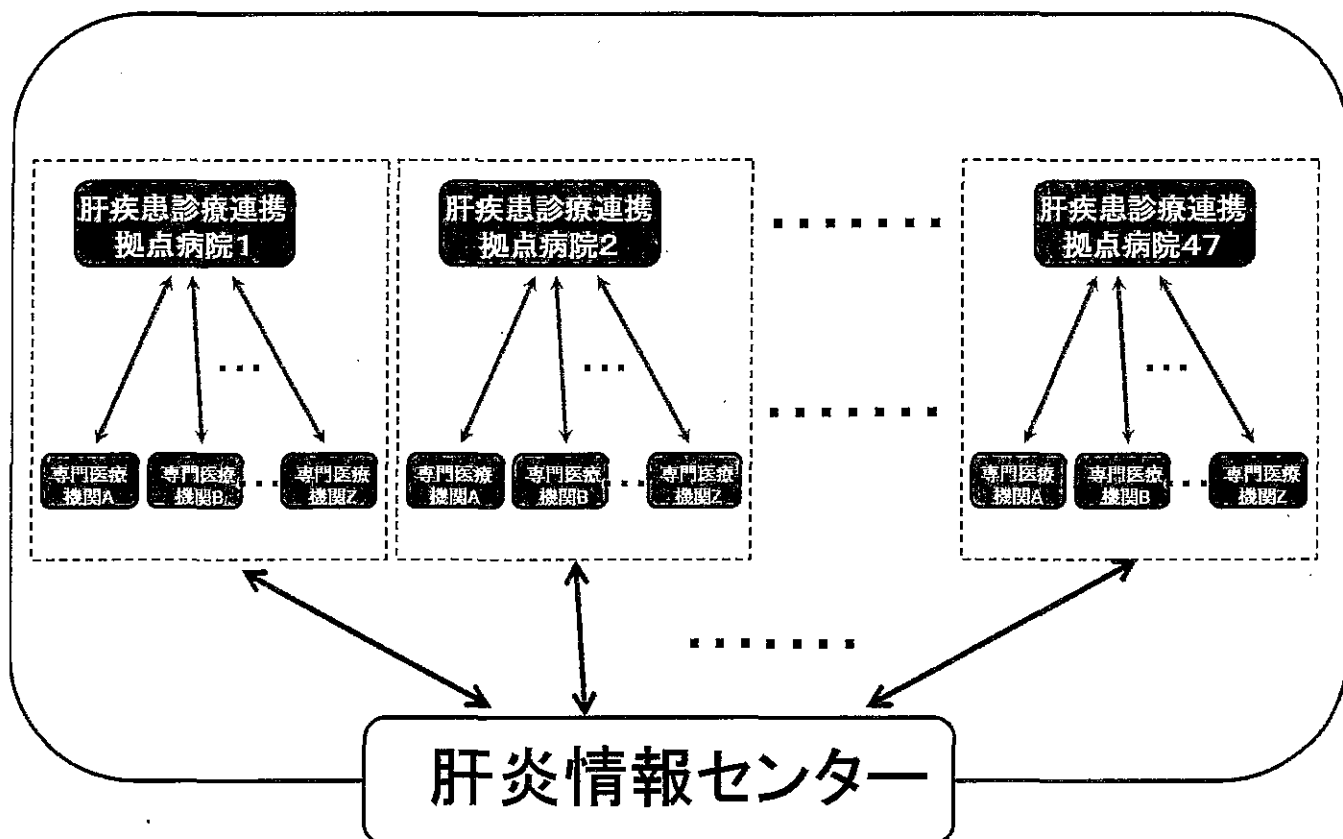 肝疾患診療連携
拠点病院1
肝疾患診療連携
拠点病院2
肝疾患診療連携
拠点病院47
専門医療
機関A
専門医療
機関B
専門医療
機関Z
専門医療
機関A
専門医療
機関B
専門医療
機関Z
専門医療
機関A
専門医療
機関B
専門医療
機関Z
肝炎情報センター